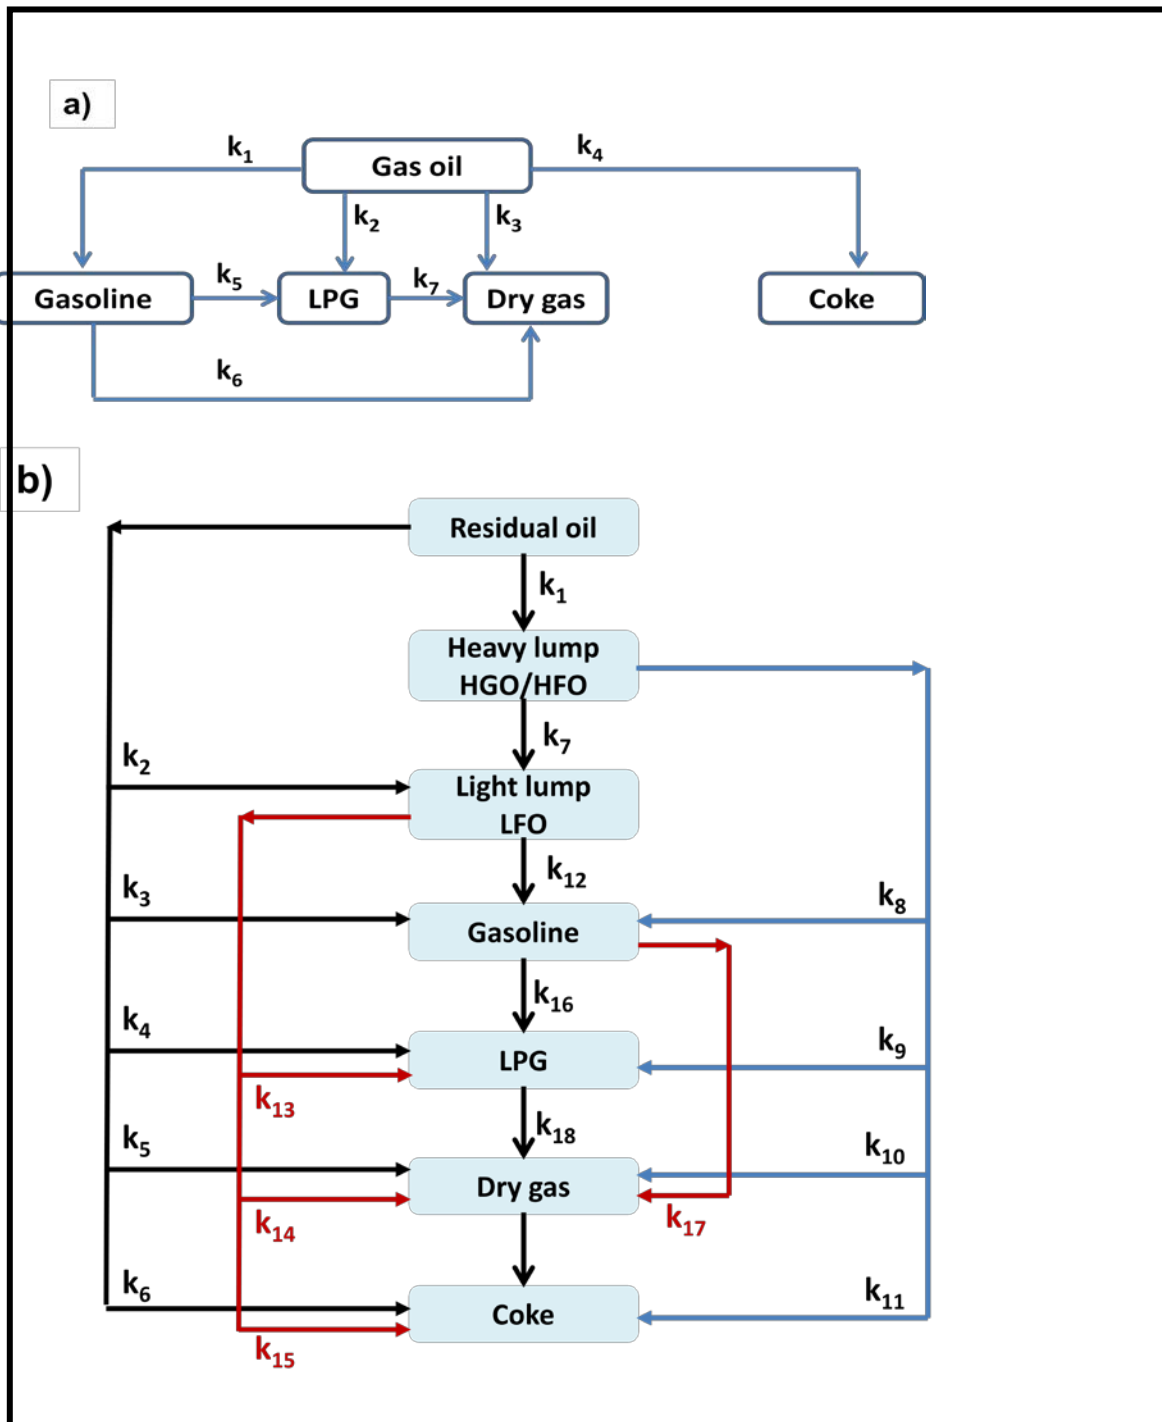 a)
k1
Gas oil
k4
k2
k3
Gasoline
k5
LPG
k7
Dry gas
Coke
k6
b)
Residual oil
k1
Heavy lump
HGO/HFO
k7
k2
Light lump
LFO
k12
k3
k8
Gasoline
k16
k4
k9
LPG
k13
k18
k5
k10
Dry gas
k14
k17
k6
k11
Coke
k15